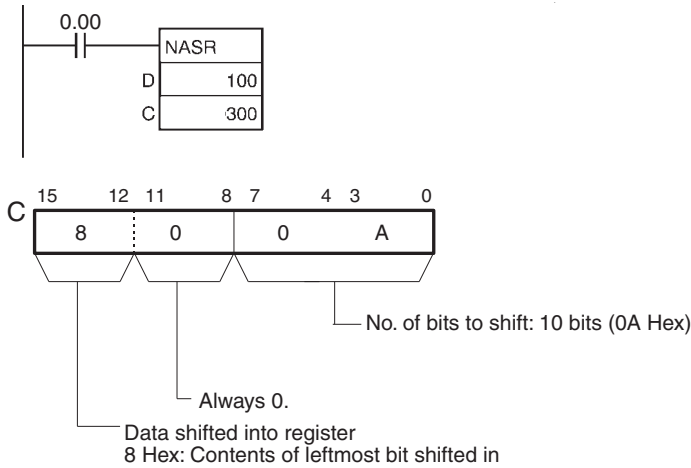 0.00
NASR
D 100
C 300
15 12 11 8 7 4 3 0
C 8 0 0 A
No. of bits to shift: 10 bits (0A Hex)
Always 0.
Data shifted into register
8 Hex: Contents of leftmost bit shifted in